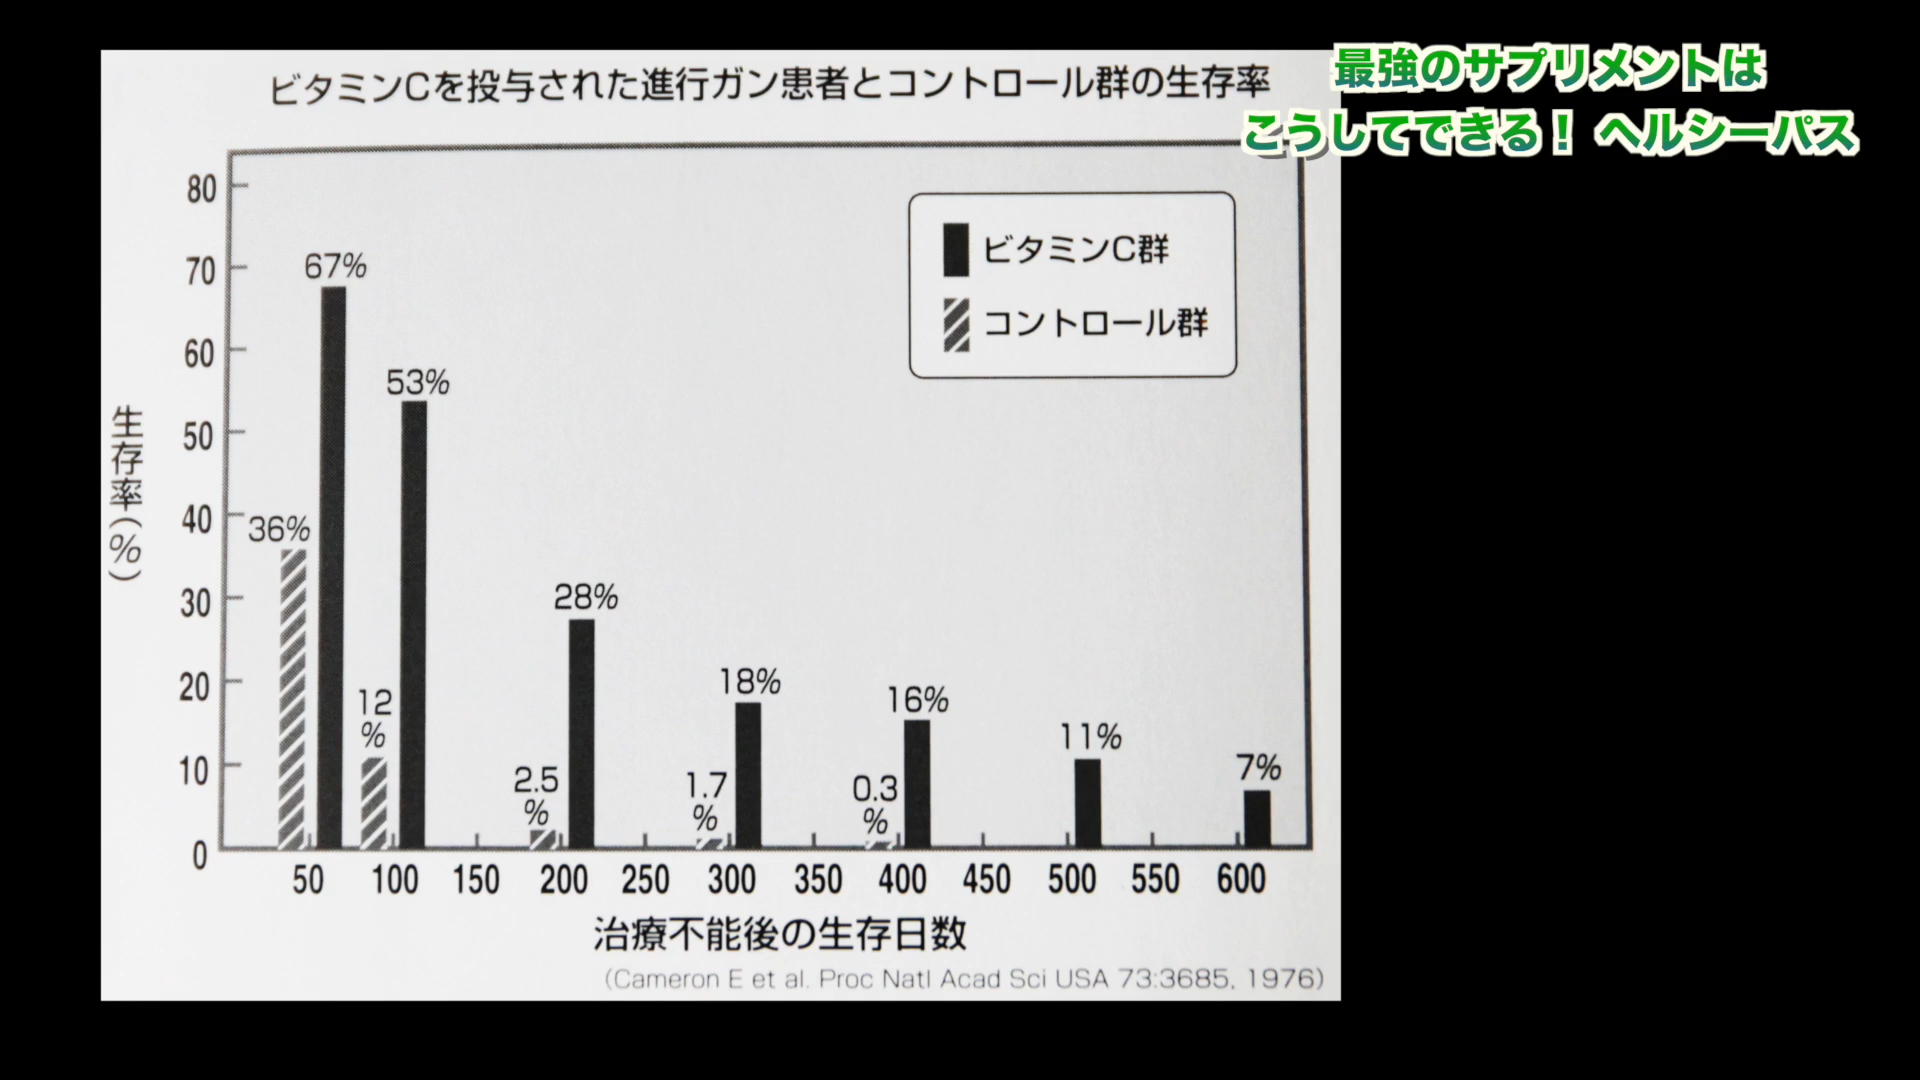 最強のサプリメントは
こうしてできる! ヘルシーパス
ビタミンCを投与された進行ガン患者とコントロール群の生存率
ビタミンC群
コントロール群
生存率(%)
80
70
60
50
40
30
20
10
0
36%
67%
12
%
53%
2.5
%
28%
1.7
%
18%
0.3
%
16%
11%
7%
50 100 150 200 250 300 350 400 450 500 550 600
治療不能後の生存日数
(Cameron E et al. Proc Natl Acad Sci USA 73:3685, 1976)